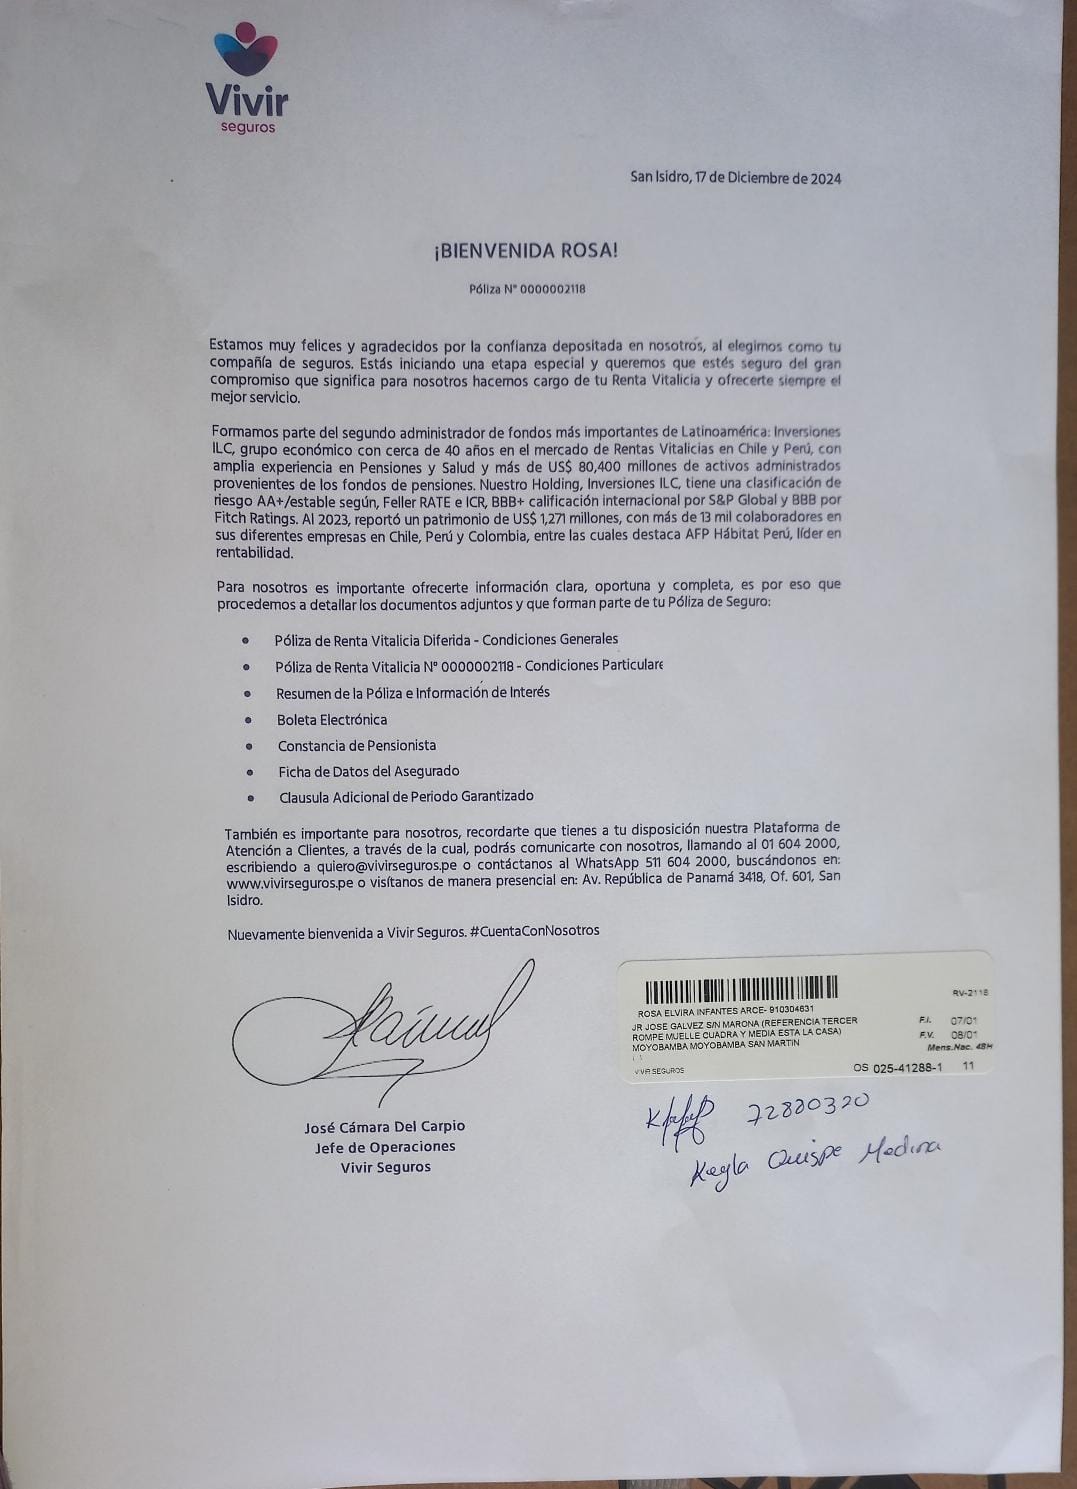 Vivir
seguros
San Isidro, 17 de Diciembre de 2024
¡BIENVENIDA ROSA!
Póliza N° 0000002118
Estamos muy felices y agradecidos por la confianza depositada en nosotros, al elegirnos como tu
compañía de seguros. Estás iniciando una etapa especial y queremos que estés seguro del gran
compromiso que significa para nosotros hacernos cargo de tu Renta Vitalicia y ofrecerte siempre el
mejor servicio.
Formamos parte del segundo administrador de fondos más importantes de Latinoamérica: Inversiones
ILC, grupo económico con cerca de 40 años en el mercado de Rentas Vitalicias en Chile y Perú, con
amplia experiencia en Pensiones y Salud y más de US$ 80,400 millones de activos administrados
provenientes de los fondos de pensiones. Nuestro Holding, Inversiones ILC, tiene una clasificación de
riesgo AA+/estable según, Feller RATE e ICR, BBB+ calificación internacional por S&P Global y BBB por
Fitch Ratings. Al 2023, reportó un patrimonio de US$ 1,271 millones, con más de 13 mil colaboradores en
sus diferentes empresas en Chile, Perú y Colombia, entre las cuales destaca AFP Hábitat Perú, líder en
rentabilidad.
Para nosotros es importante ofrecerte información clara, oportuna y completa, es por eso que
procedemos a detallar los documentos adjuntos y que forman parte de tu Póliza de Seguro:
• Póliza de Renta Vitalicia Diferida - Condiciones Generales
• Póliza de Renta Vitalicia N° 0000002118 - Condiciones Particulare
• Resumen de la Póliza e Información de Interés
• Boleta Electrónica
• Constancia de Pensionista
• Ficha de Datos del Asegurado
• Clausula Adicional de Periodo Garantizado
También es importante para nosotros, recordarte que tienes a tu disposición nuestra Plataforma de
Atención a Clientes, a través de la cual, podrás comunicarte con nosotros, llamando al 01 604 2000,
escribiendo a quiero@vivirseguros.pe o contáctanos al WhatsApp 511 604 2000, buscándonos en:
www.vivirseguros.pe o visítanos de manera presencial en: Av. República de Panamá 3418, Of. 601, San
Isidro.
Nuevamente bienvenida a Vivir Seguros. #CuentaConNosotros
RV-2118
ROSA ELVIRA INFANTES ARCE- 910304631
JR JOSE GALVEZ S/N MARONA (REFERENCIA TERCER
ROMPE MUELLE CUADRA Y MEDIA ESTA LA CASA)
MOYOBAMBA MOYOBAMBA SAN MARTIN
F.I. 07/01
F.V. 08/01
Mens.Nac. 48H
VIVIR SEGUROS
OS 025-41288-1 11
72880320
Keyla Quispe Medina
José Cámara Del Carpio
Jefe de Operaciones
Vivir Seguros